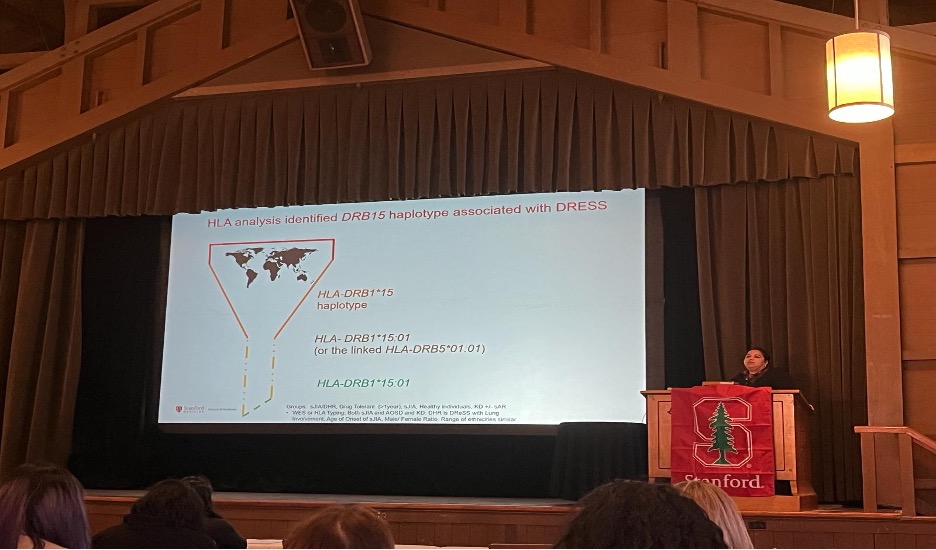 HLA analysis identified DRB15 haplotype associated with DRESS
HLA-DRB1*15
haplotype
HLA- DRB1*15:01
(or the linked HLA-DRB5*01:01)
HLA-DRB1*15:01
Groups: sJIA/DHR, Drug Tolerant (>1year), sJIA, Healthy Individuals, KD +/- sAR
• WES or HLA Typing; Both sJIA and AOSD and KD; DHR is DReSS with Lung
Involvement; Age of Onset of sJIA, Male/ Female Ratio, Range of ethnicities similar
Stanford
MEDICINE
S
Stanford